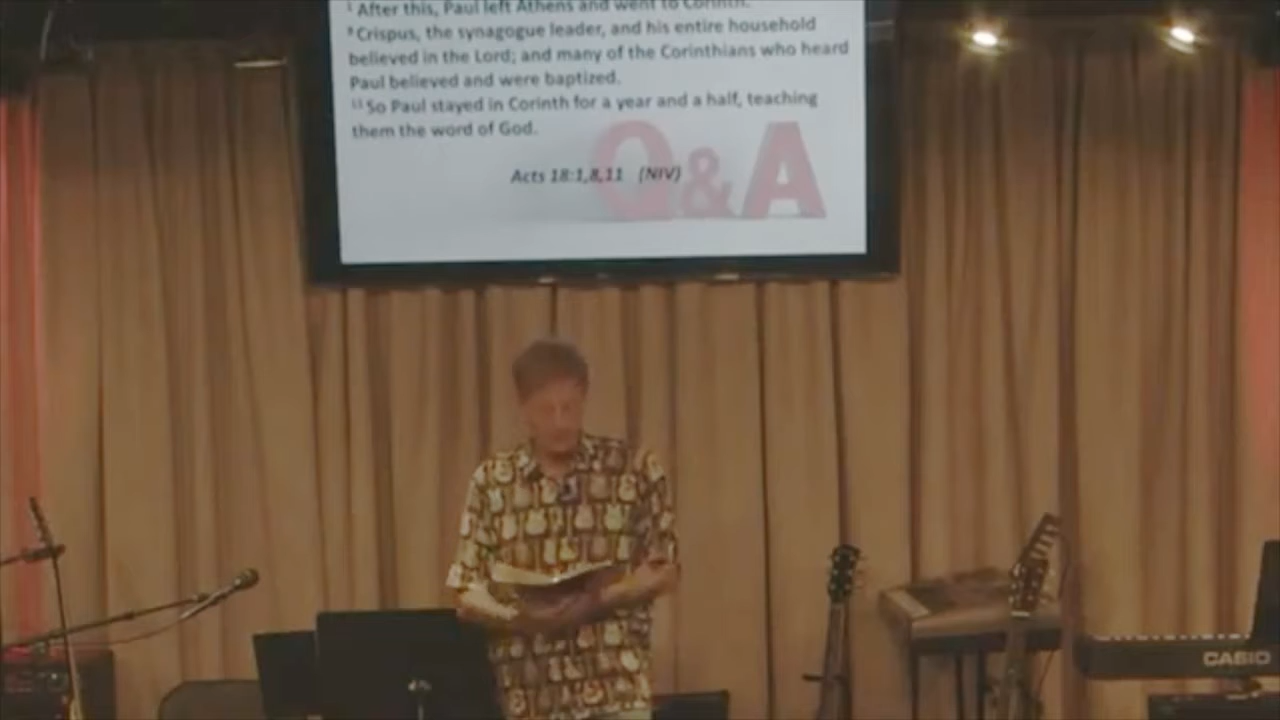 ¹ After this, Paul left Athens and went to Corinth.
⁸ Crispus, the synagogue leader, and his entire household
believed in the Lord; and many of the Corinthians who heard
Paul believed and were baptized.
¹¹ So Paul stayed in Corinth for a year and a half, teaching
them the word of God.
Q&A
Acts 18:1,8,11 (NIV)
CASIO